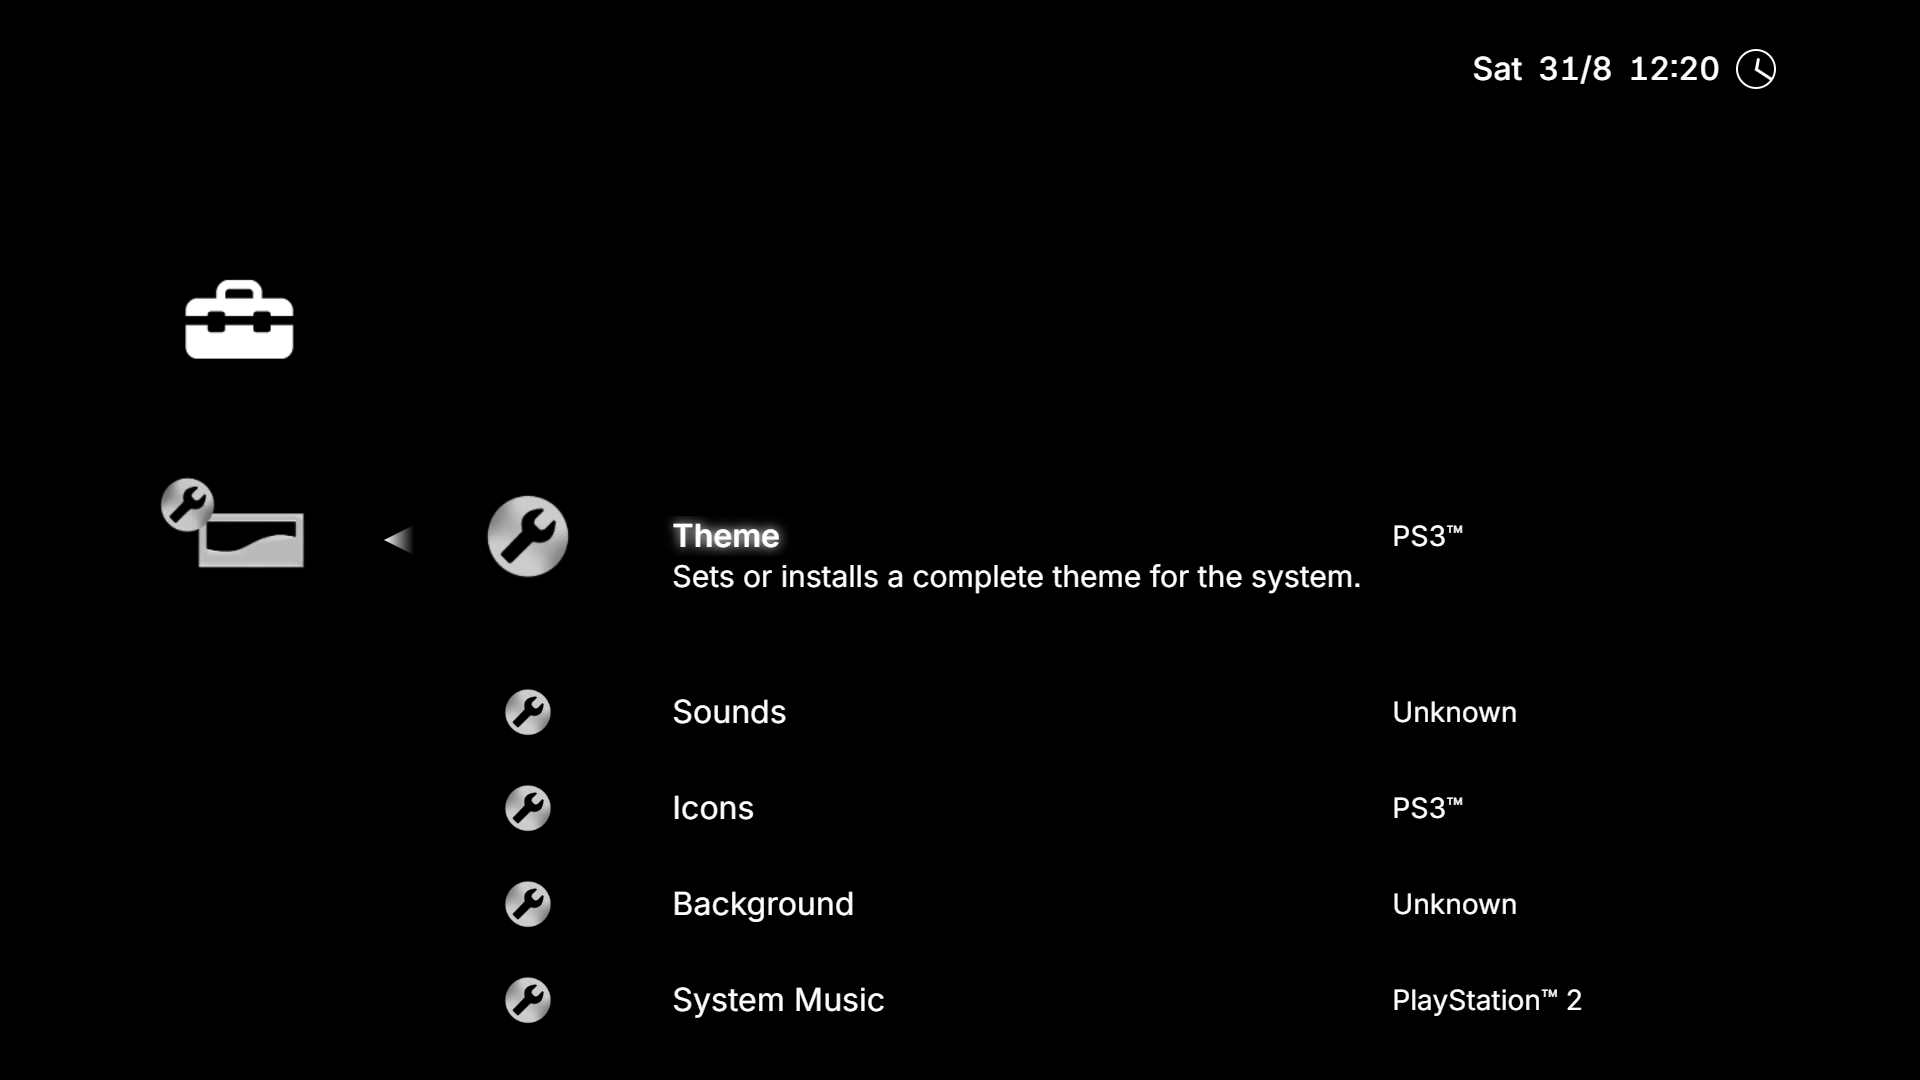 Sat 31/8 12:20
Theme PS3™
Sets or installs a complete theme for the system.
Sounds Unknown
Icons PS3™
Background Unknown
System Music PlayStation™ 2